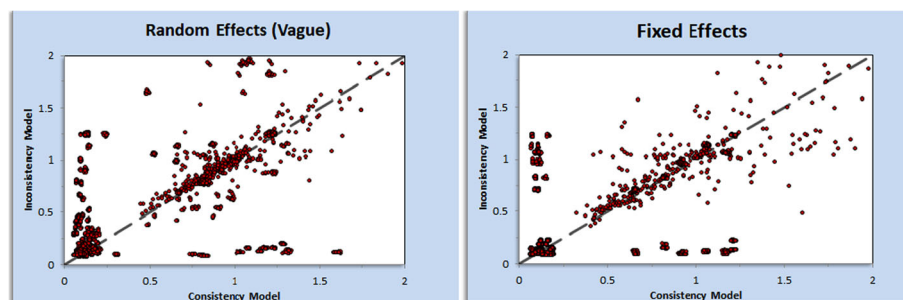 Random Effects (Vague)
Inconsistency Model
2
1.5
1
0.5
0
0 0.5 1 1.5 2
Consistency Model
Fixed Effects
Inconsistency Model
2
1.5
1
0.5
0
0 0.5 1 1.5 2
Consistency Model